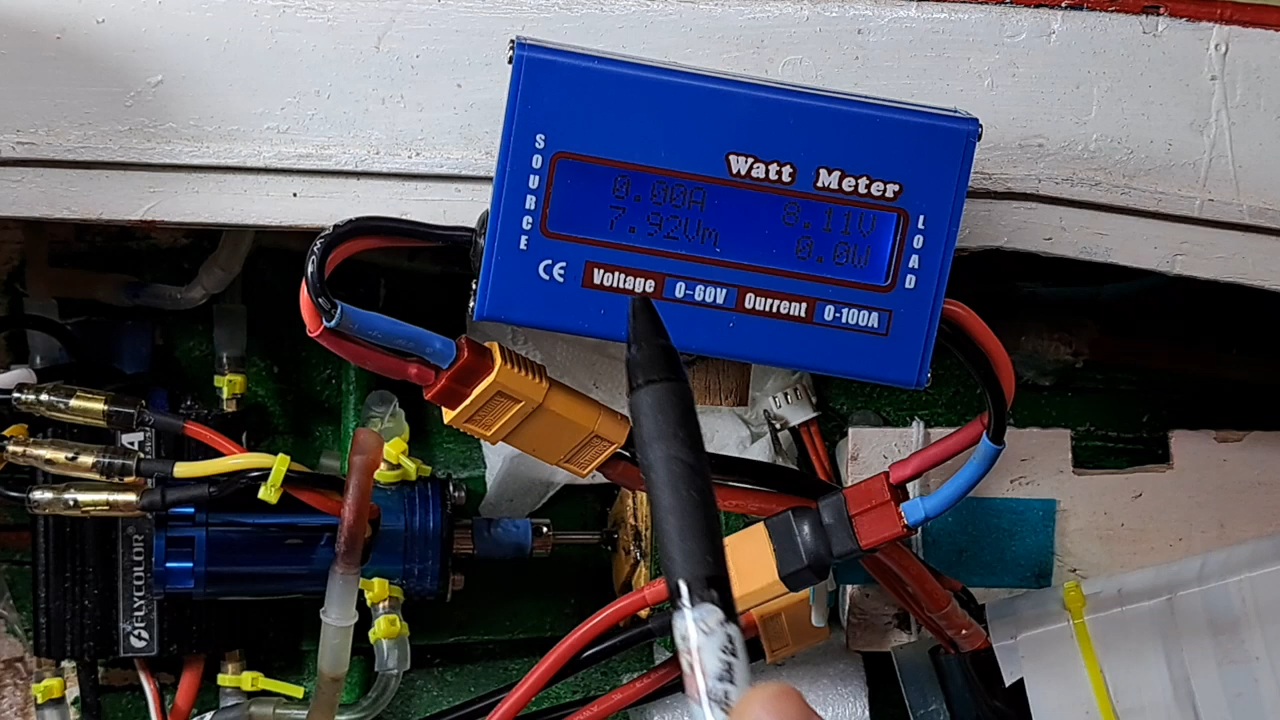 Watt Meter
SOURCE
0.00A 8.11V
7.92Vm 0.0W
LOAD
CE
Voltage 0-60V Ourrent 0-100A
FLYCOLOR